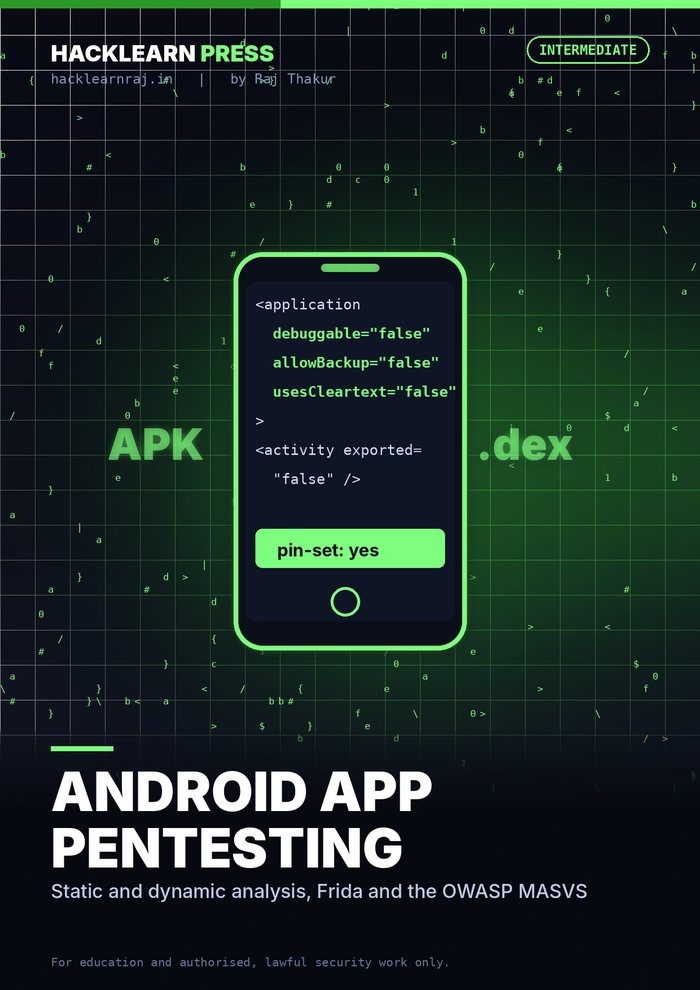 HACKLEARN PRESS
INTERMEDIATE
hacklearnraj.in | by Raj Thakur
<application
debuggable="false"
allowBackup="false"
usesCleartext="false"
>
<activity exported=
"false" />
APK
.dex
pin-set: yes
ANDROID APP
PENTESTING
Static and dynamic analysis, Frida and the OWASP MASVS
For education and authorised, lawful security work only.